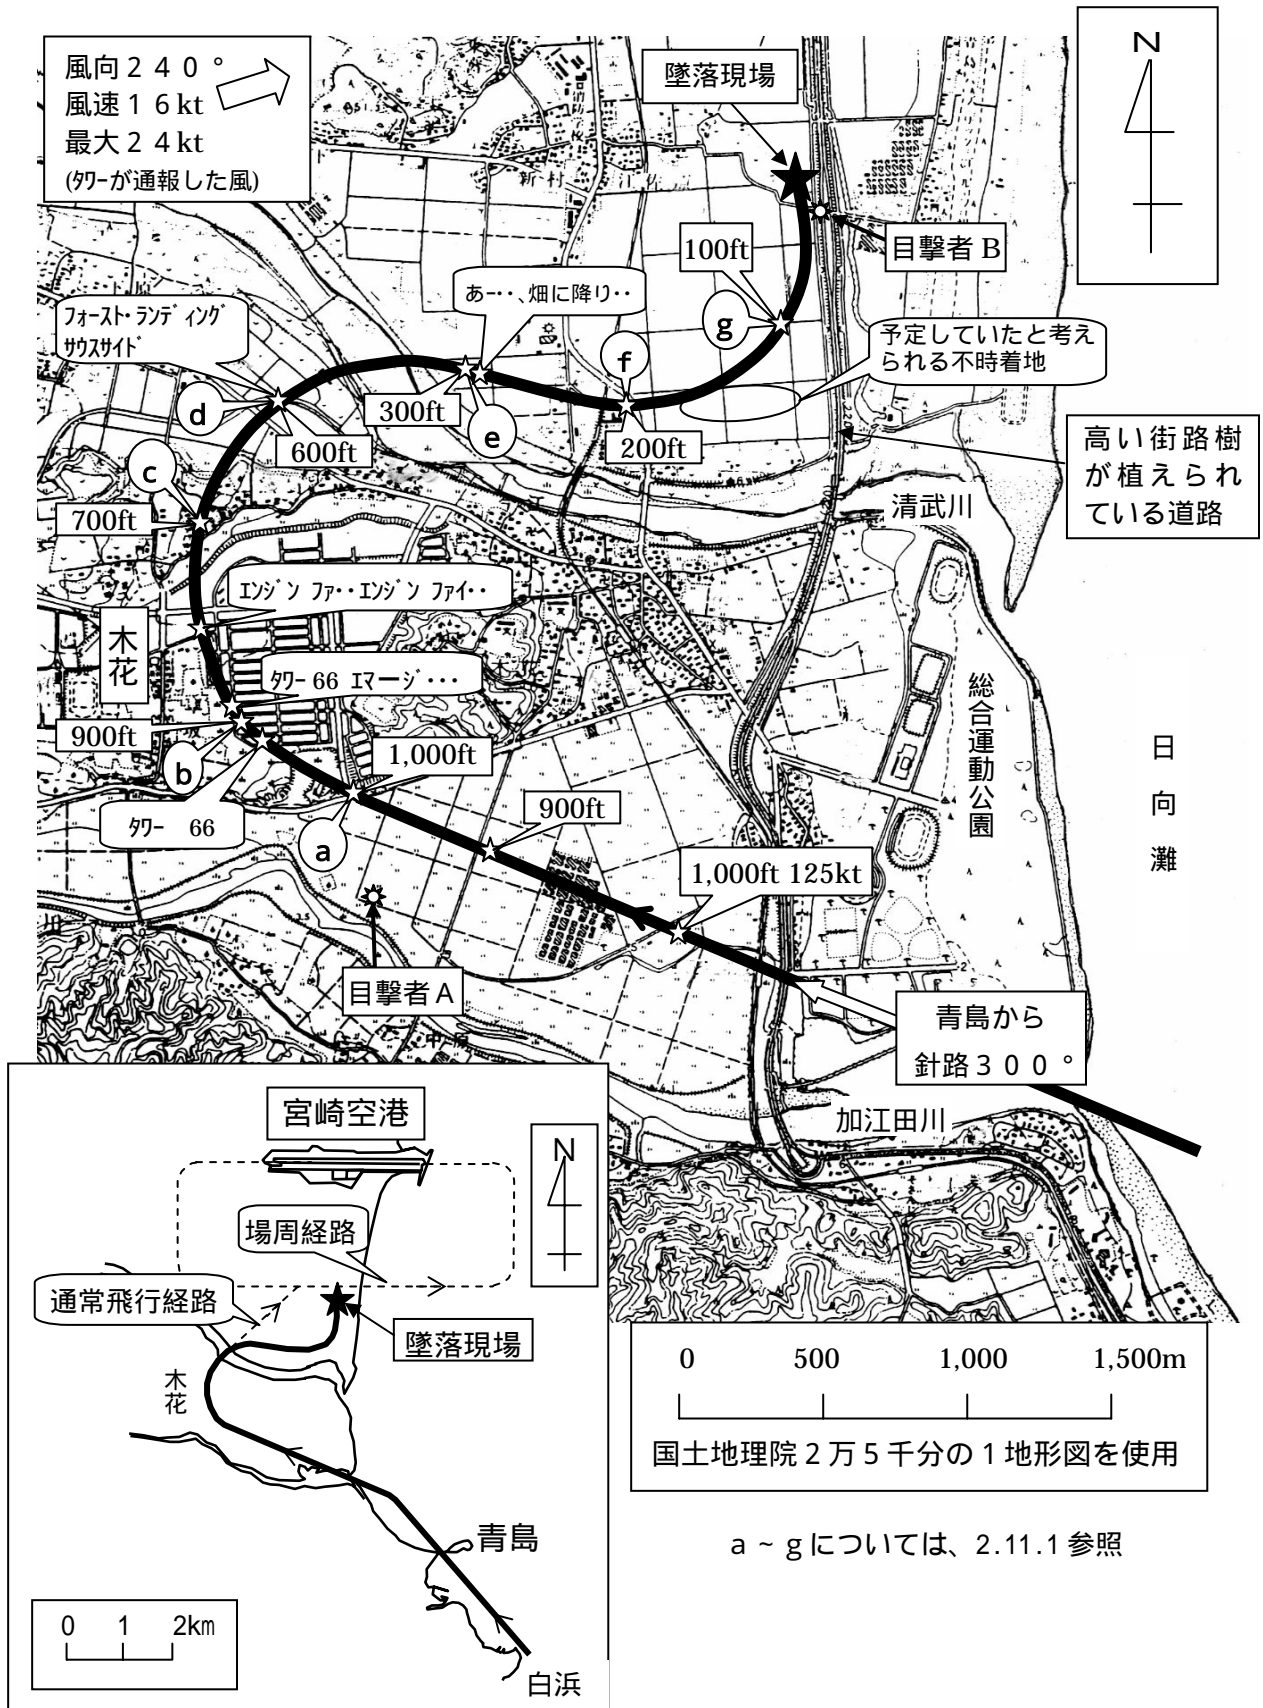 風向２４０°
風速１６kt
最大２４kt
(ﾀﾜｰが通報した風)
墜落現場
N
新村
目撃者Ｂ
100ft
あ-‥、畑に降り‥
フォースト・ランディング
サウスサイド
予定していたと考え
られる不時着地
g
f
d
300ft
e
600ft
200ft
高い街路樹
が植えられ
ている道路
c
700ft
清武川
エンジン ファ‥エンジン ファイ‥
木花
ﾀﾜｰ 66 エマージ‥‥
総合運動公園
日向灘
900ft
b
1,000ft
ﾀﾜｰ 66
a
900ft
1,000ft 125kt
目撃者Ａ
青島から
針路３００°
加江田川
宮崎空港
N
場周経路
通常飛行経路
墜落現場
木花
青島
0 1 2km
白浜
0 500 1,000 1,500m
国土地理院２万５千分の１地形図を使用
ａ～ｇについては、2.11.1 参照